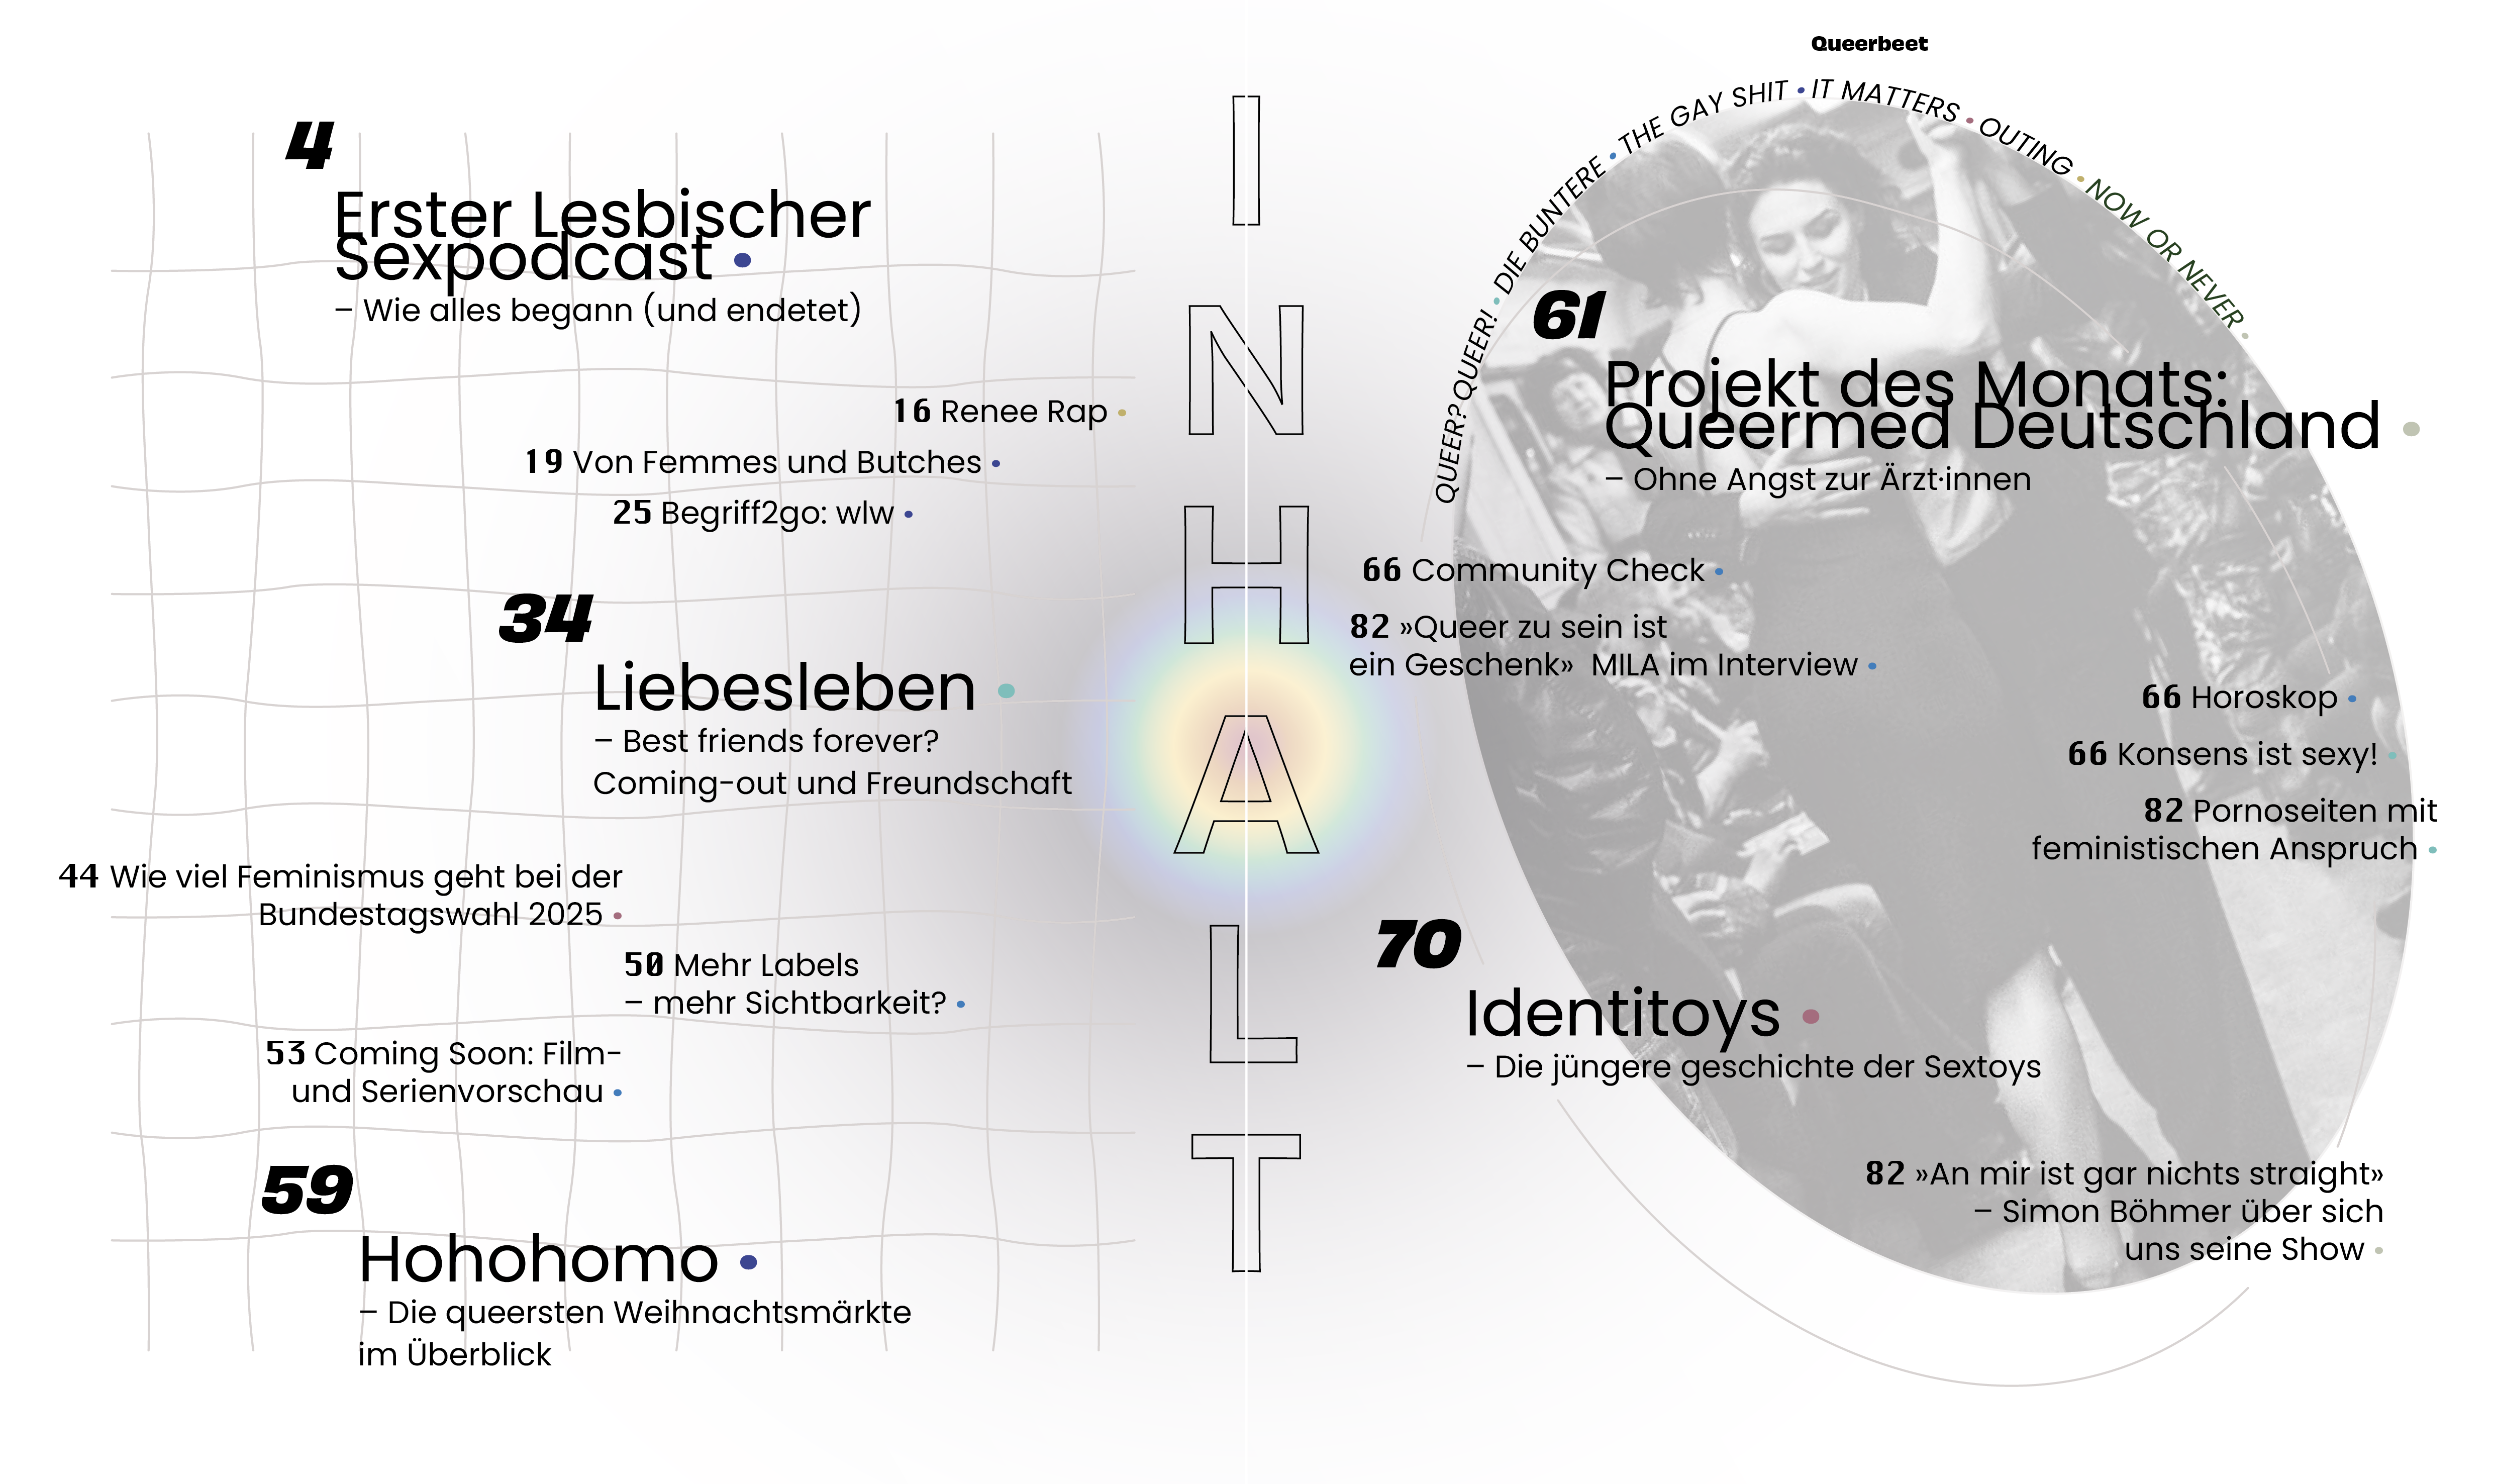 4
Erster Lesbischer
Sexpodcast •
– Wie alles begann (und endetet)
16 Renee Rap •
19 Von Femmes und Butches •
25 Begriff2go: wlw •
34
Liebesleben •
– Best friends forever?
Coming-out und Freundschaft
44 Wie viel Feminismus geht bei der
Bundestagswahl 2025 •
50 Mehr Labels
– mehr Sichtbarkeit? •
53 Coming Soon: Film-
und Serienvorschau •
59
Hohohomo •
– Die queersten Weihnachtsmärkte
im Überblick
I
N
H
A
L
T
Queerbeet
QUEER? QUEER! • DIE BUNTERE • THE GAY SHIT • IT MATTERS • OUTING • NOW OR NEVER •
61
Projekt des Monats:
Queermed Deutschland •
– Ohne Angst zur Ärzt·innen
66 Community Check •
82 »Queer zu sein ist
ein Geschenk» MILA im Interview •
66 Horoskop •
66 Konsens ist sexy! •
82 Pornoseiten mit
feministischen Anspruch •
70
Identitoys •
– Die jüngere geschichte der Sextoys
82 »An mir ist gar nichts straight»
– Simon Böhmer über sich
uns seine Show •